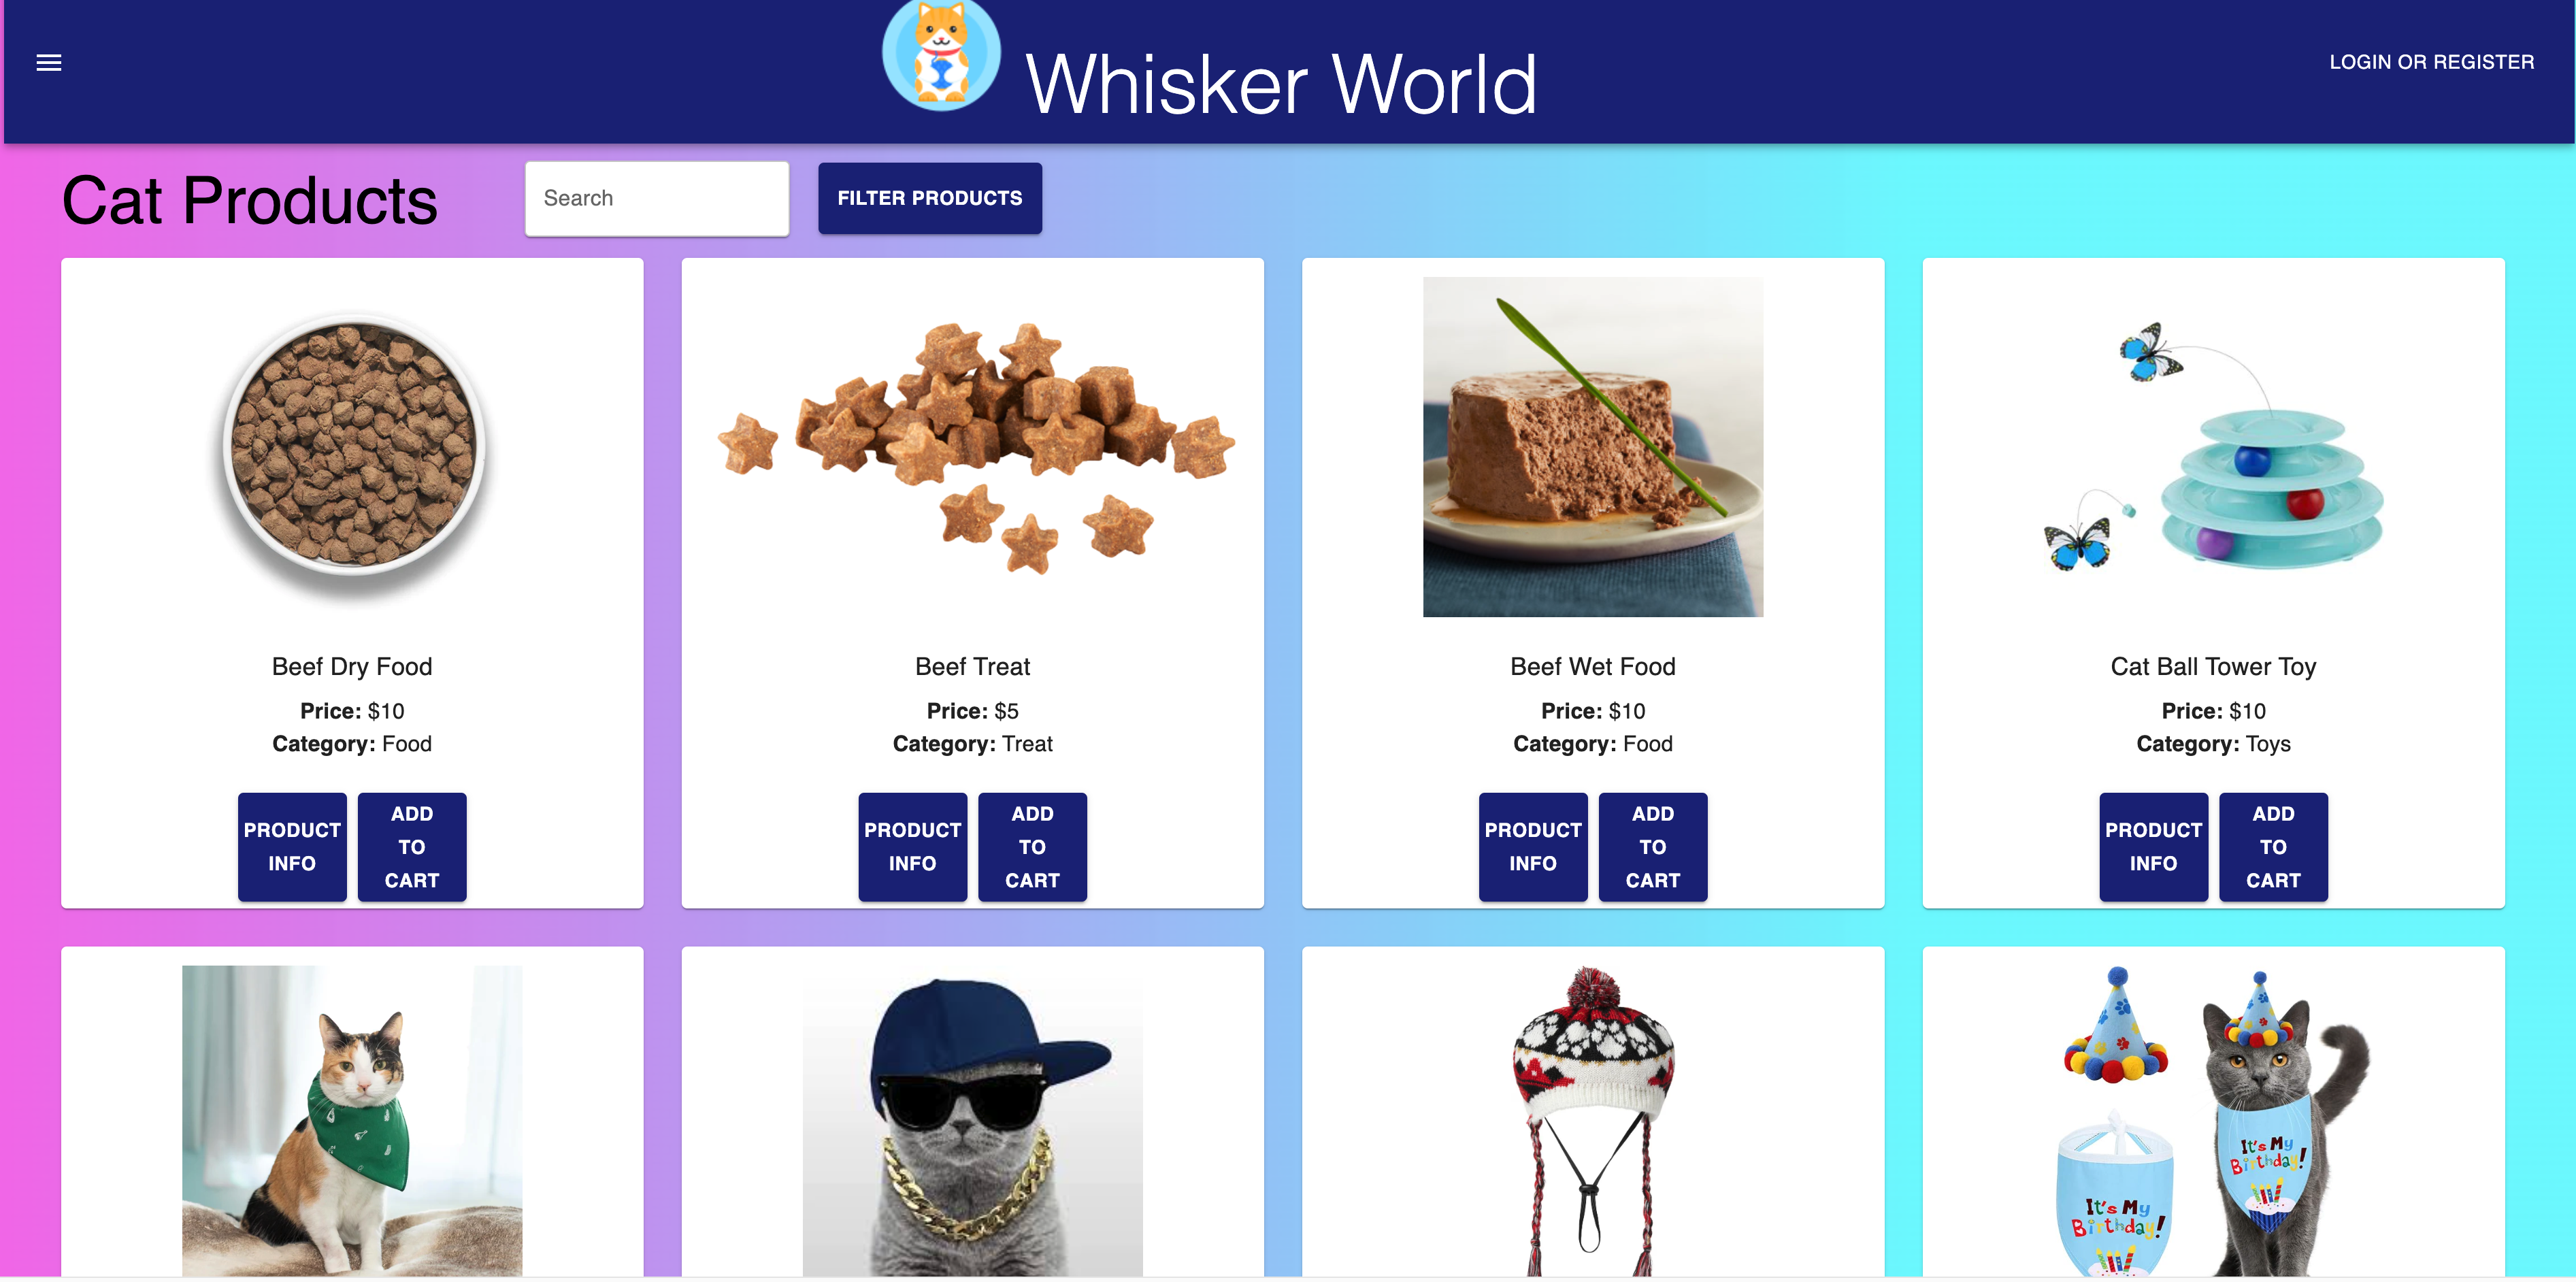 Whisker World
LOGIN OR REGISTER
Cat Products
Search
FILTER PRODUCTS
Beef Dry Food
Price: $10
Category: Food
PRODUCT
INFO
ADD
TO
CART
Beef Treat
Price: $5
Category: Treat
PRODUCT
INFO
ADD
TO
CART
Beef Wet Food
Price: $10
Category: Food
PRODUCT
INFO
ADD
TO
CART
Cat Ball Tower Toy
Price: $10
Category: Toys
PRODUCT
INFO
ADD
TO
CART
It's My
Birthday!
It's My
Birthday!